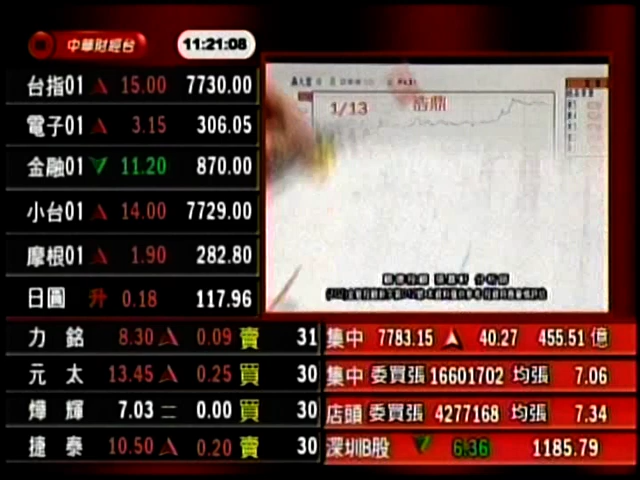 中華財經台 11:21:08
台指01 15.00 7730.00
電子01 3.15 306.05
金融01 11.20 870.00
小台01 14.00 7729.00
摩根01 1.90 282.80
日圓 升 0.18 117.96
1/13 浩鼎
力銘 8.30 0.09 賣 31
元太 13.45 0.25 買 30
燁輝 7.03 = 0.00 買 30
捷泰 10.50 0.20 賣 30
集中 7783.15 40.27 455.51 億
集中 委買張 16601702 均張 7.06
店頭 委買張 4277168 均張 7.34
深圳B股 6.36 1185.79